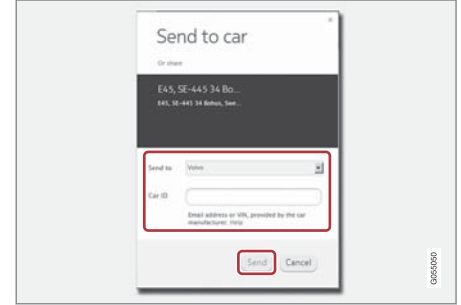 ×
Send to car
Or share
E45, SE-445 34 Bo...
E45, SE-445 34 Bohus, Swe...
Send to Volvo
Car ID
Email address or VIN, provided by the car
manufacturer. Help
Send Cancel
G055050